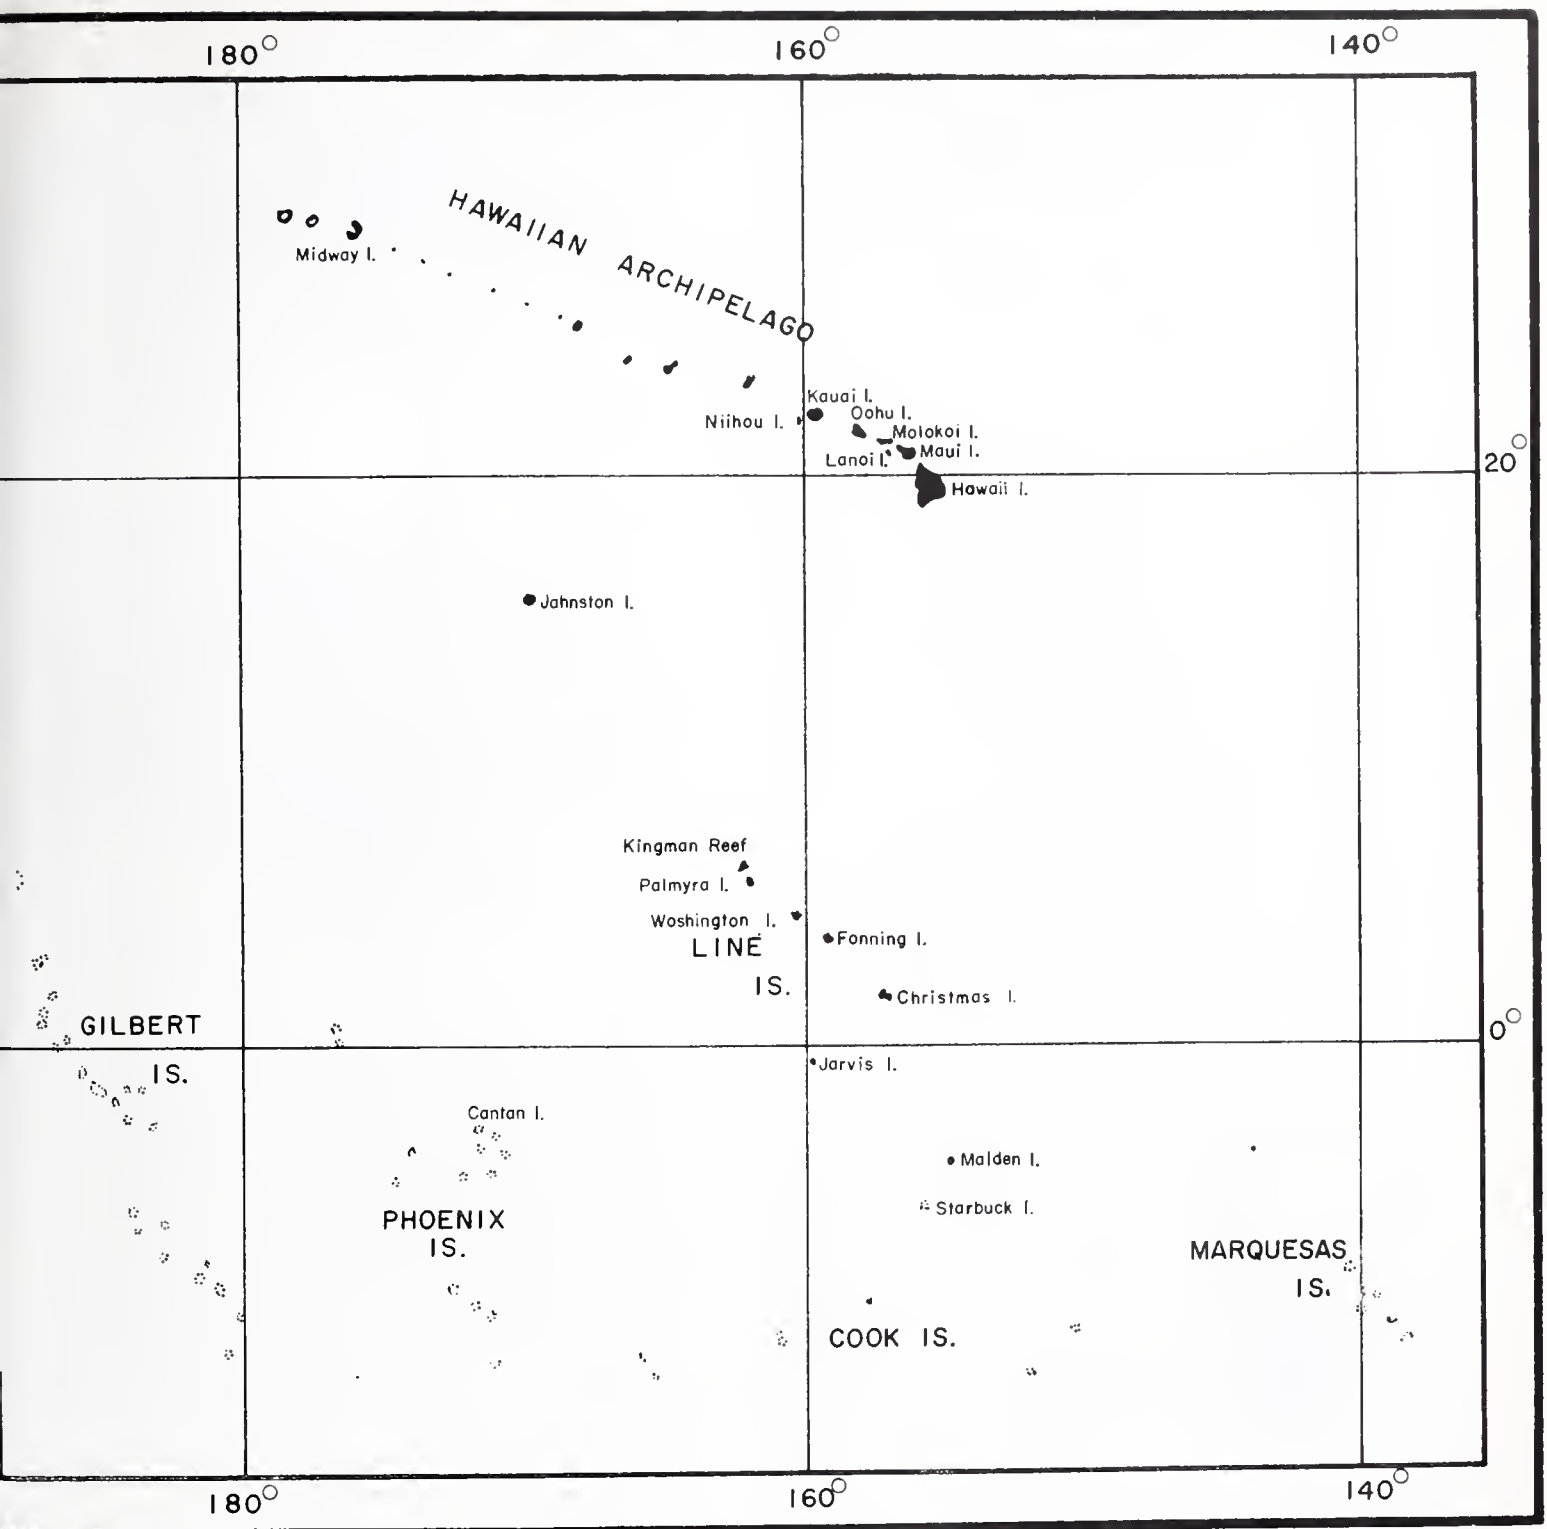 180°
160°
140°
HAWAIIAN ARCHIPELAGO
Midway I.
Kauai I.
Niihou I.
Oohu I.
Molokoi I.
Maui I.
Lanoi I.
20°
Hawaii I.
Jahnston I.
Kingman Reef
Palmyra I.
Woshington I.
Fonning I.
LINE
IS.
Christmas I.
GILBERT
IS.
0°
Jarvis I.
Cantan I.
Malden I.
Starbuck I.
PHOENIX
IS.
MARQUESAS
IS.
COOK IS.
180°
160°
140°